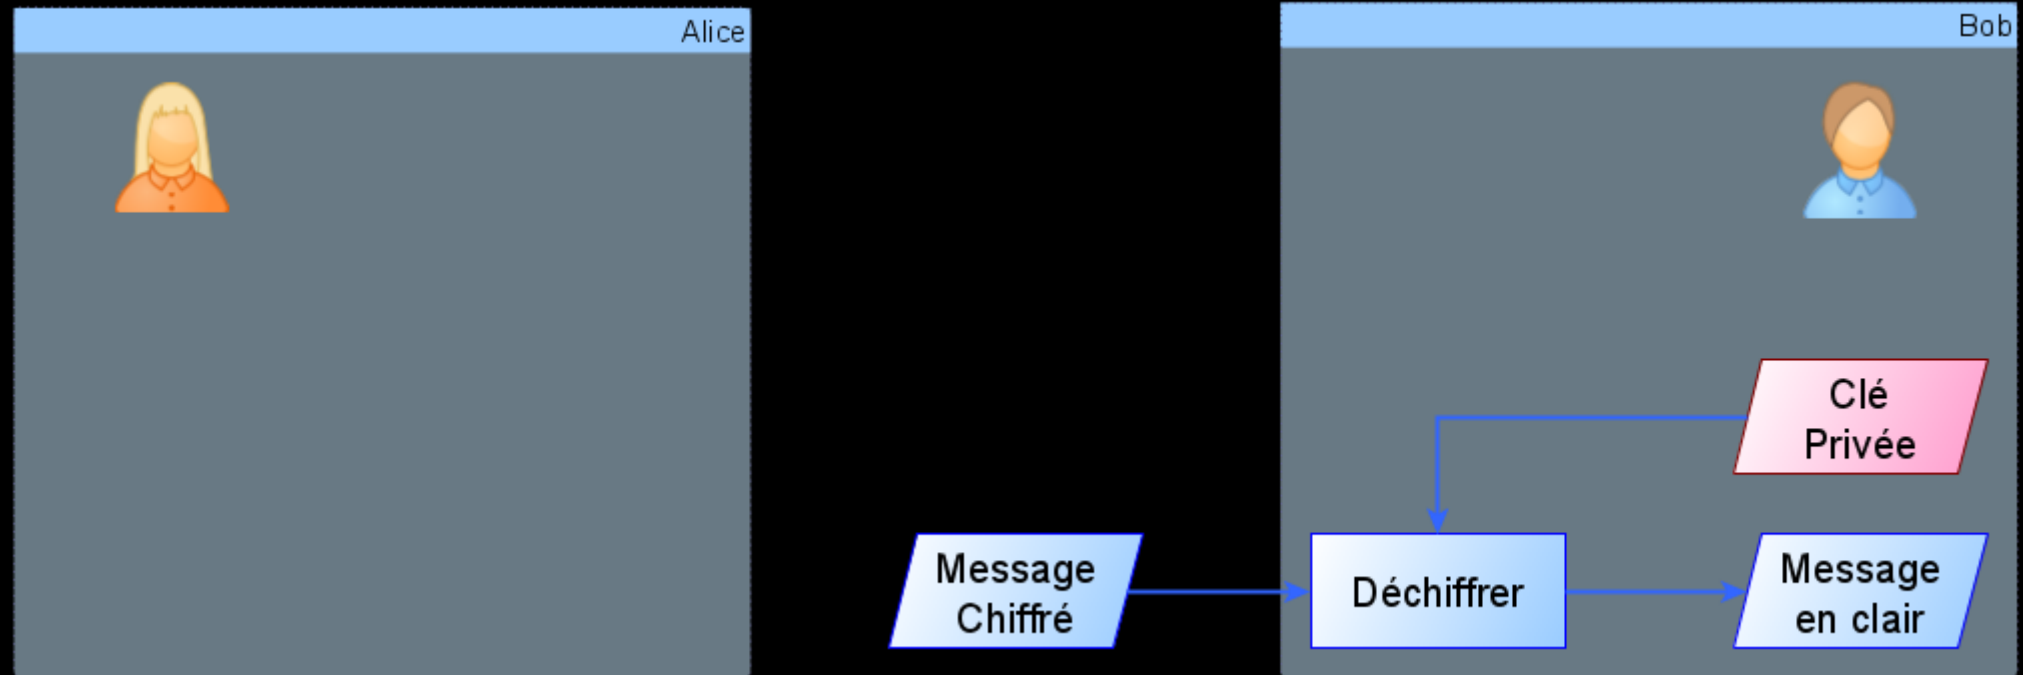 Alice
Bob
Clé
Privée
Message
Chiffré
Déchiffrer
Message
en clair